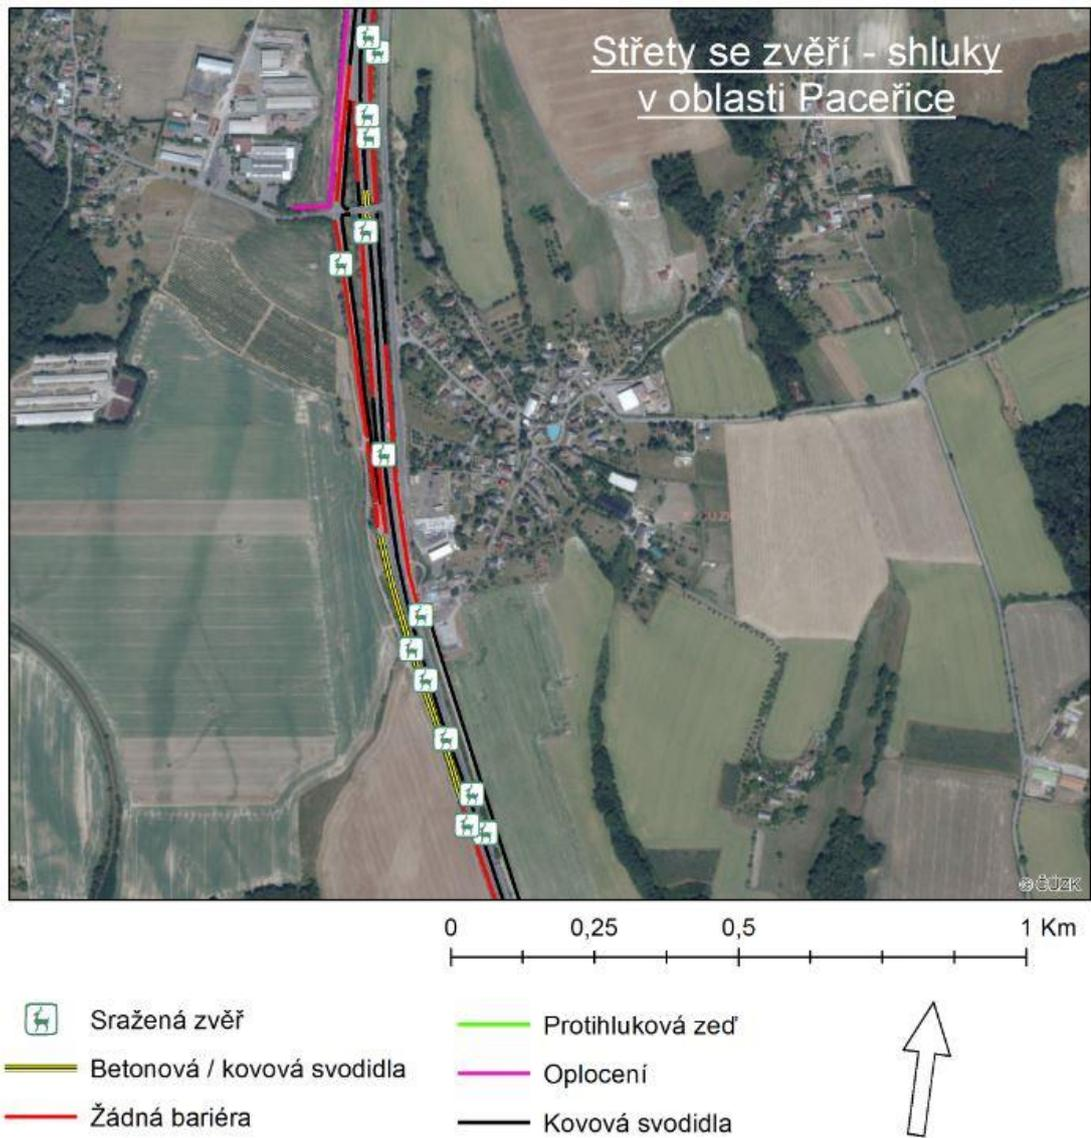 Střety se zvěří - shluky
v oblasti Paceřice
© ČÚZK
0 0,25 0,5 1 Km
Sražená zvěř
Betonová / kovová svodidla
Žádná bariéra
Protihluková zeď
Oplocení
Kovová svodidla